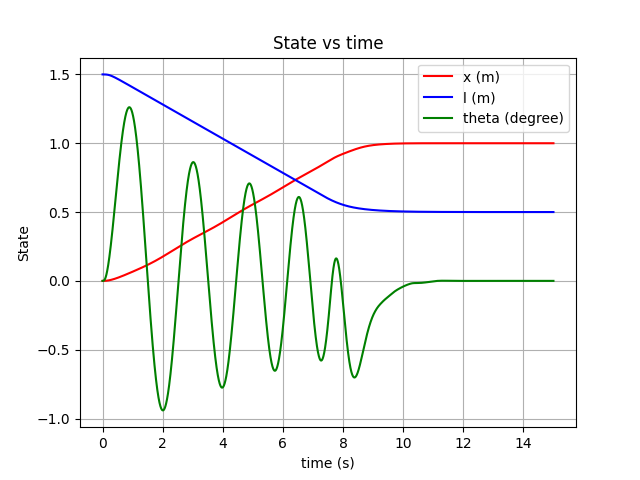 State vs time
x (m)
l (m)
theta (degree)
State
1.5
1.0
0.5
0.0
−0.5
−1.0
0 2 4 6 8 10 12 14
time (s)